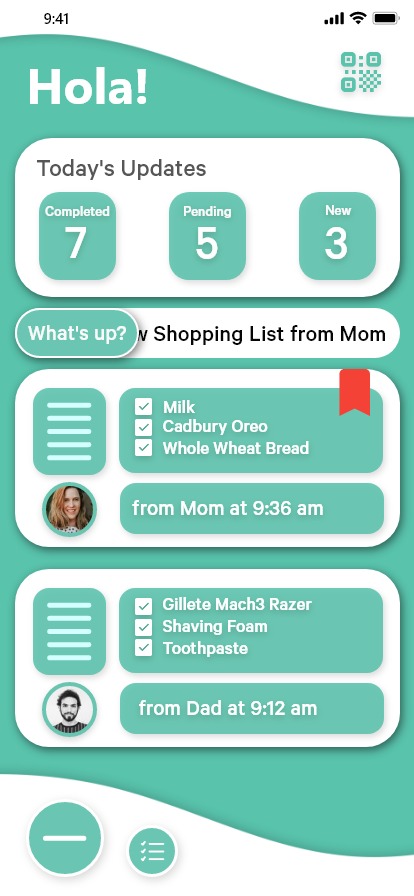 9:41
Hola!
Today's Updates
Completed
7
Pending
5
New
3
What's up?
w Shopping List from Mom
Milk
Cadbury Oreo
Whole Wheat Bread
from Mom at 9:36 am
Gillete Mach3 Razer
Shaving Foam
Toothpaste
from Dad at 9:12 am